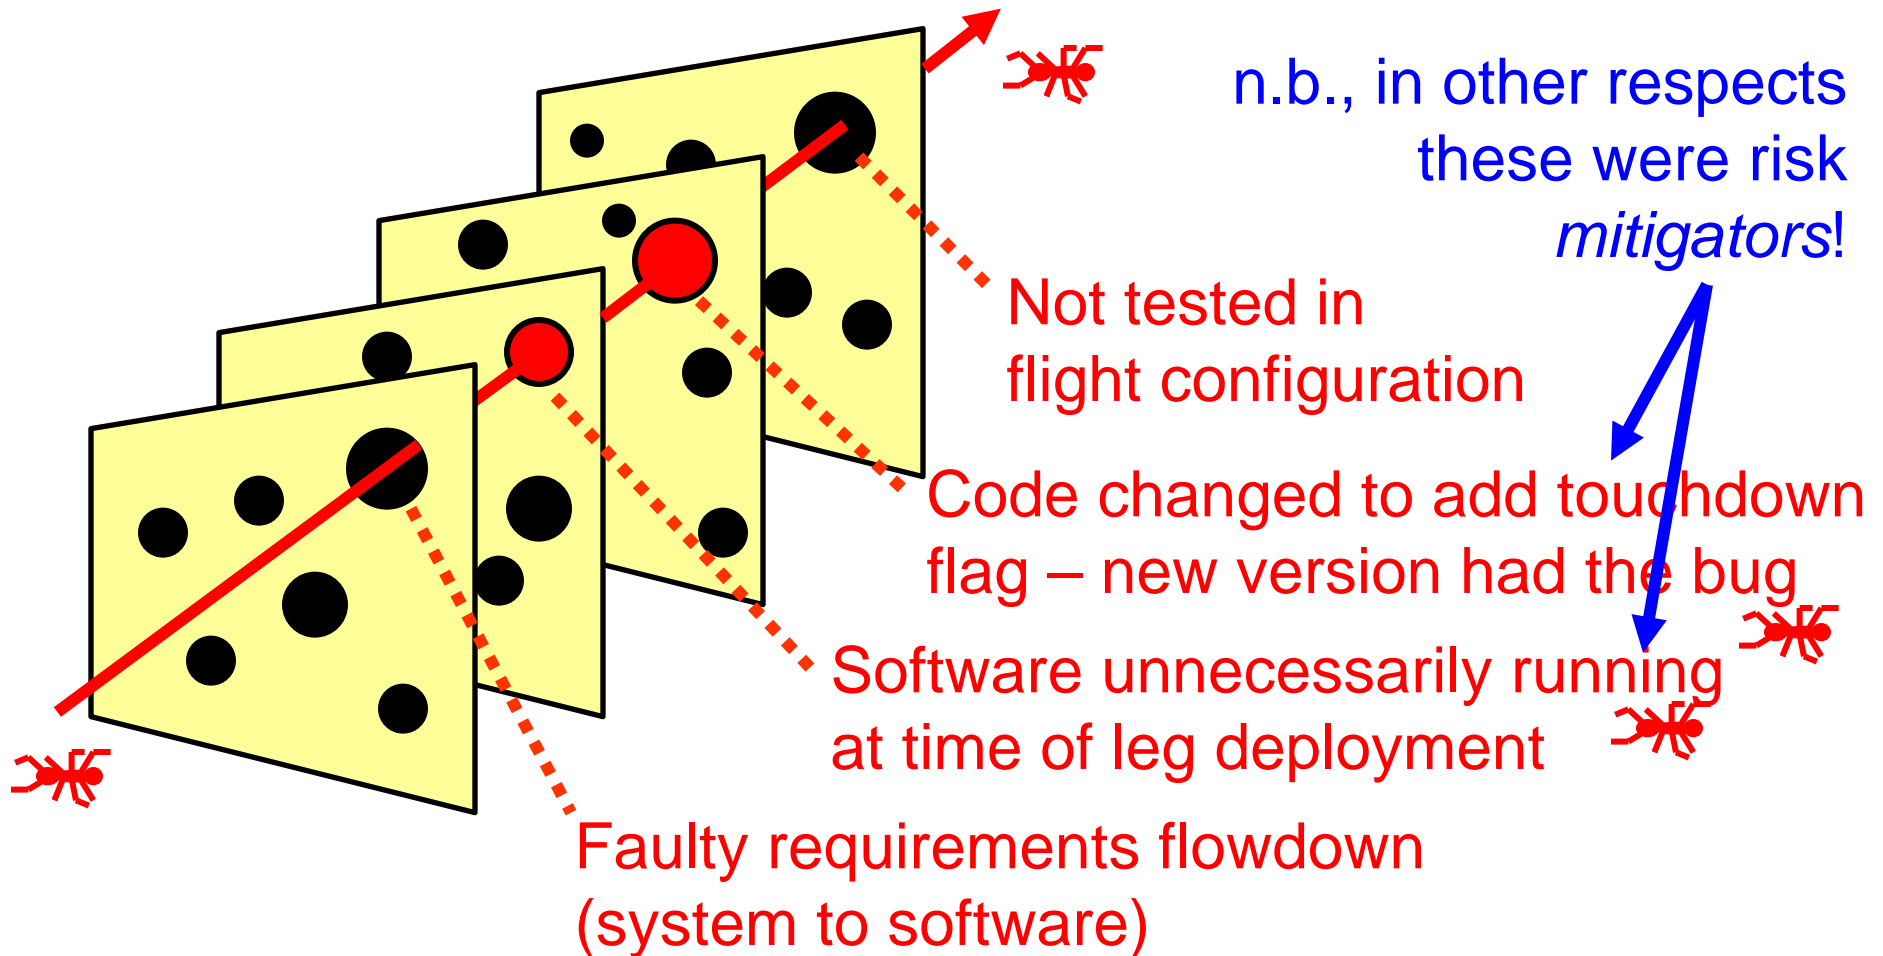 n.b., in other respects
these were risk
mitigators!
Not tested in
flight configuration
Code changed to add touchdown
flag – new version had the bug
Software unnecessarily running
at time of leg deployment
Faulty requirements flowdown
(system to software)